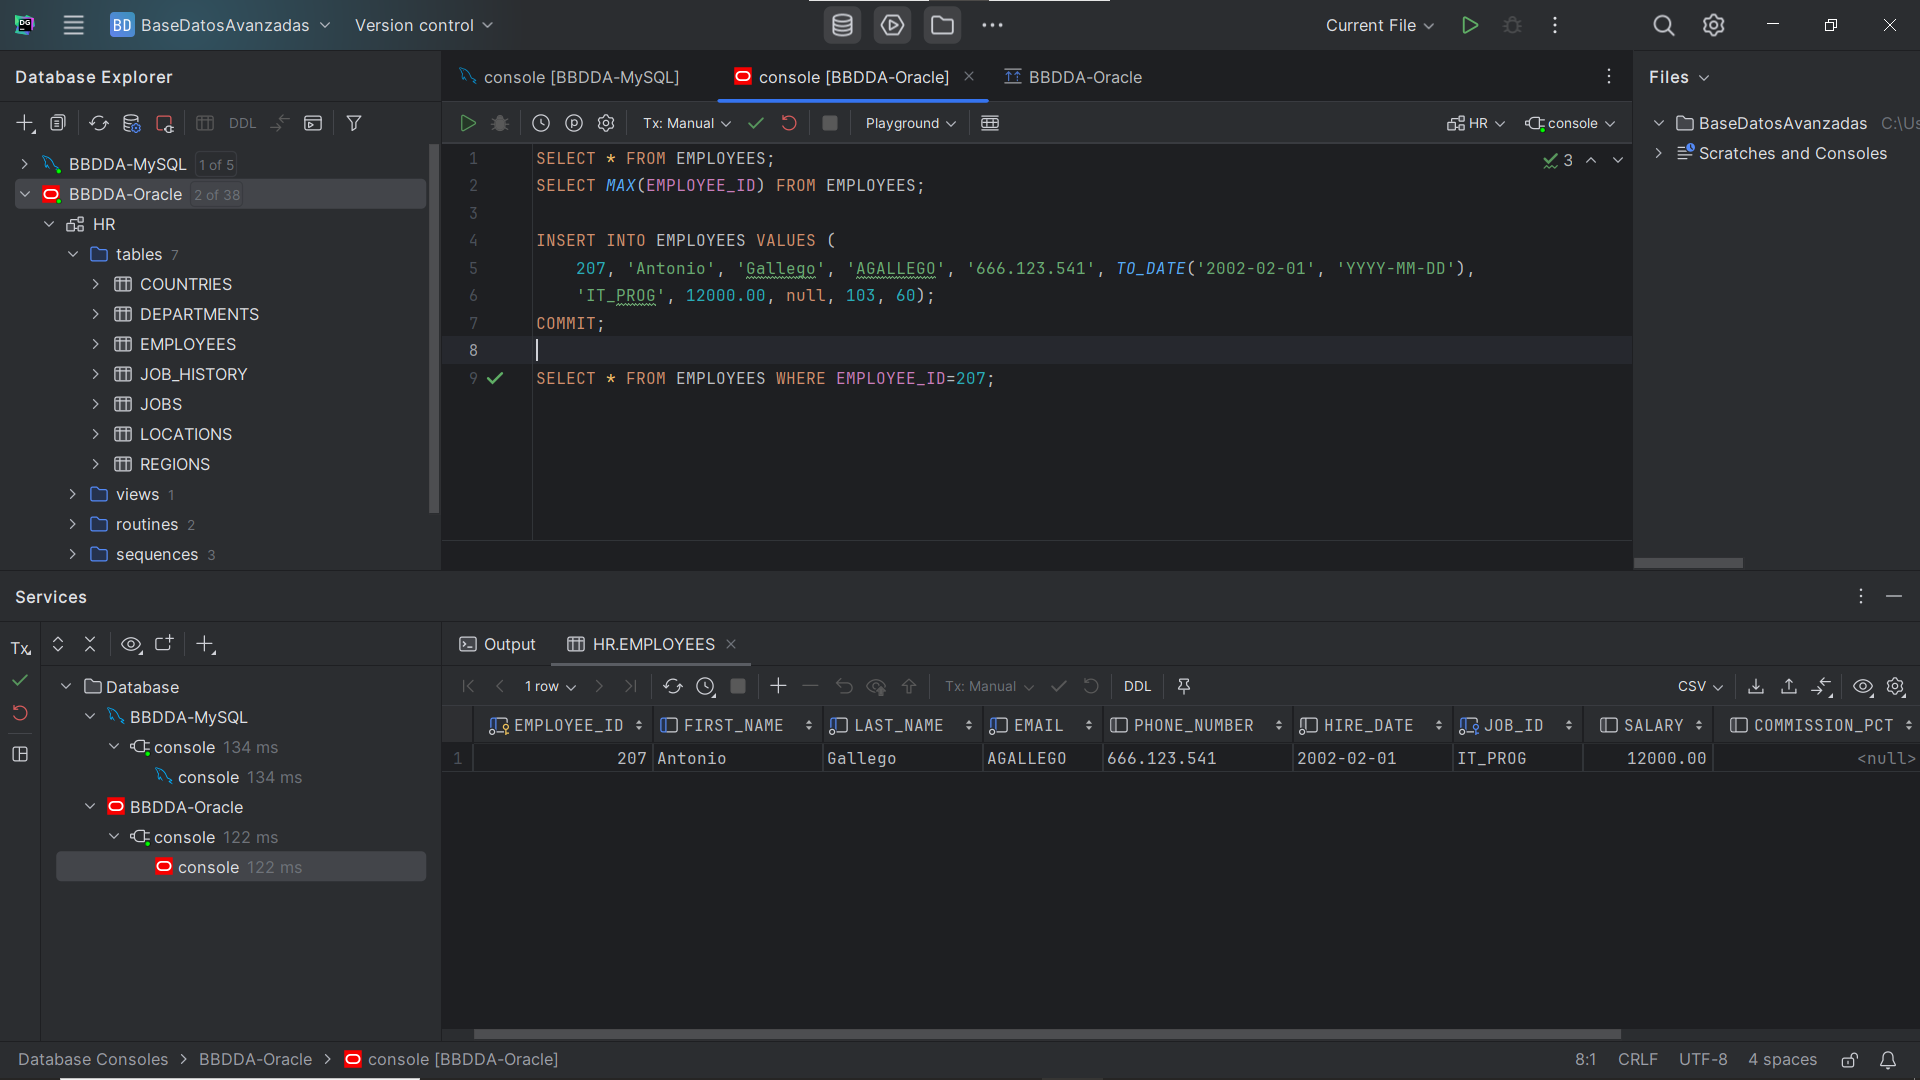 BD BaseDatosAvanzadas Version control Current File
Database Explorer
console [BBDDA-MySQL] console [BBDDA-Oracle] BBDDA-Oracle
Files
DDL
Tx: Manual Playground HR console
BaseDatosAvanzadas C:\Us
Scratches and Consoles
BBDDA-MySQL 1 of 5
BBDDA-Oracle 2 of 38
HR
tables 7
COUNTRIES
DEPARTMENTS
EMPLOYEES
JOB_HISTORY
JOBS
LOCATIONS
REGIONS
views 1
routines 2
sequences 3
3
1 SELECT * FROM EMPLOYEES;
2 SELECT MAX(EMPLOYEE_ID) FROM EMPLOYEES;
3
4 INSERT INTO EMPLOYEES VALUES (
5 207, 'Antonio', 'Gallego', 'AGALLEGO', '666.123.541', TO_DATE('2002-02-01', 'YYYY-MM-DD'),
6 'IT_PROG', 12000.00, null, 103, 60);
7 COMMIT;
8
9 SELECT * FROM EMPLOYEES WHERE EMPLOYEE_ID=207;
Services
Tx
Database
BBDDA-MySQL
console 134 ms
console 134 ms
BBDDA-Oracle
console 122 ms
console 122 ms
Output HR.EMPLOYEES
1 row Tx: Manual DDL CSV
EMPLOYEE_ID FIRST_NAME LAST_NAME EMAIL PHONE_NUMBER HIRE_DATE JOB_ID SALARY COMMISSION_PCT
1 207 Antonio Gallego AGALLEGO 666.123.541 2002-02-01 IT_PROG 12000.00 <null>
Database Consoles > BBDDA-Oracle > console [BBDDA-Oracle] 8:1 CRLF UTF-8 4 spaces